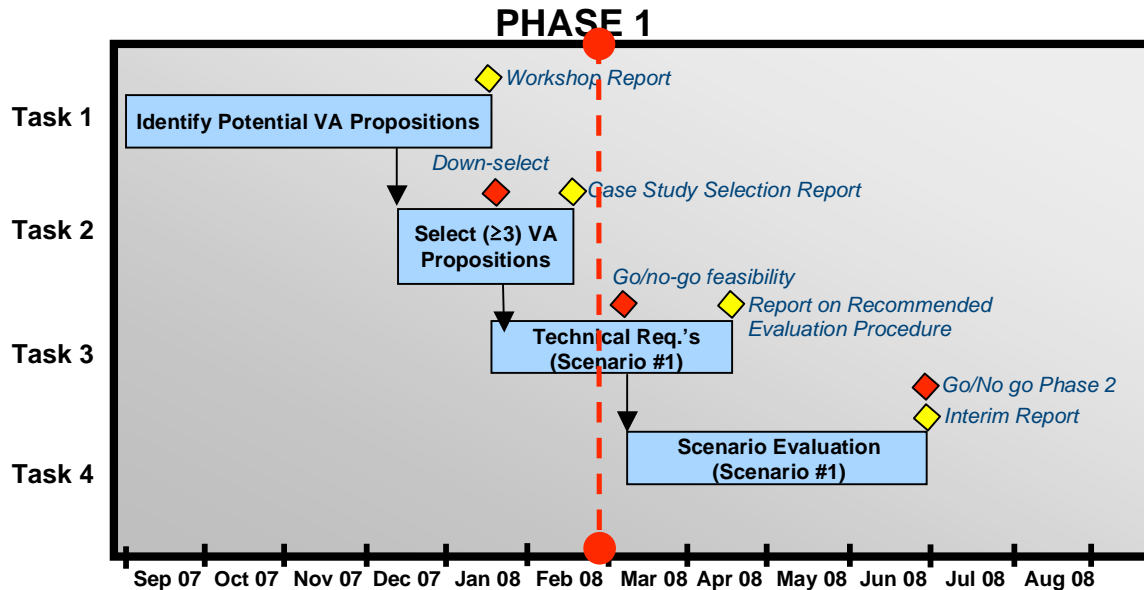 PHASE 1
Workshop Report
Task 1
Identify Potential VA Propositions
Down-select
Case Study Selection Report
Task 2
Select (≥3) VA
Propositions
Go/no-go feasibility
Report on Recommended
Evaluation Procedure
Task 3
Technical Req.'s
(Scenario #1)
Go/No go Phase 2
Interim Report
Task 4
Scenario Evaluation
(Scenario #1)
Sep 07 Oct 07 Nov 07 Dec 07 Jan 08 Feb 08 Mar 08 Apr 08 May 08 Jun 08 Jul 08 Aug 08